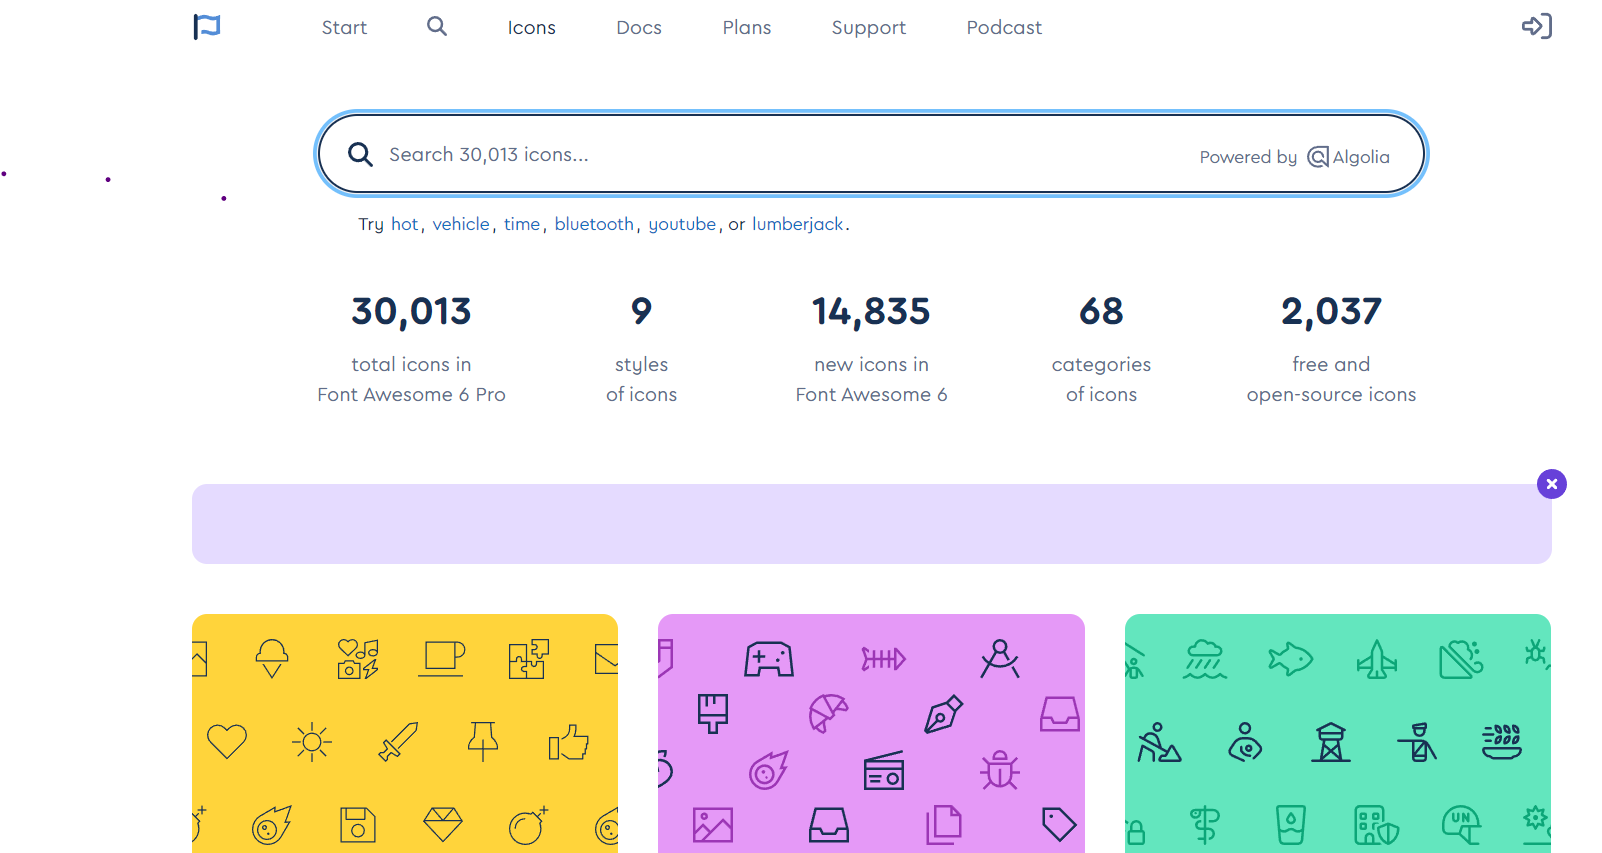 Start Icons Docs Plans Support Podcast
Search 30,013 icons... Powered by Algolia
Try hot, vehicle, time, bluetooth, youtube, or lumberjack.
30,013 9 14,835 68 2,037
total icons in styles new icons in categories free and
Font Awesome 6 Pro of icons Font Awesome 6 of icons open-source icons
UN